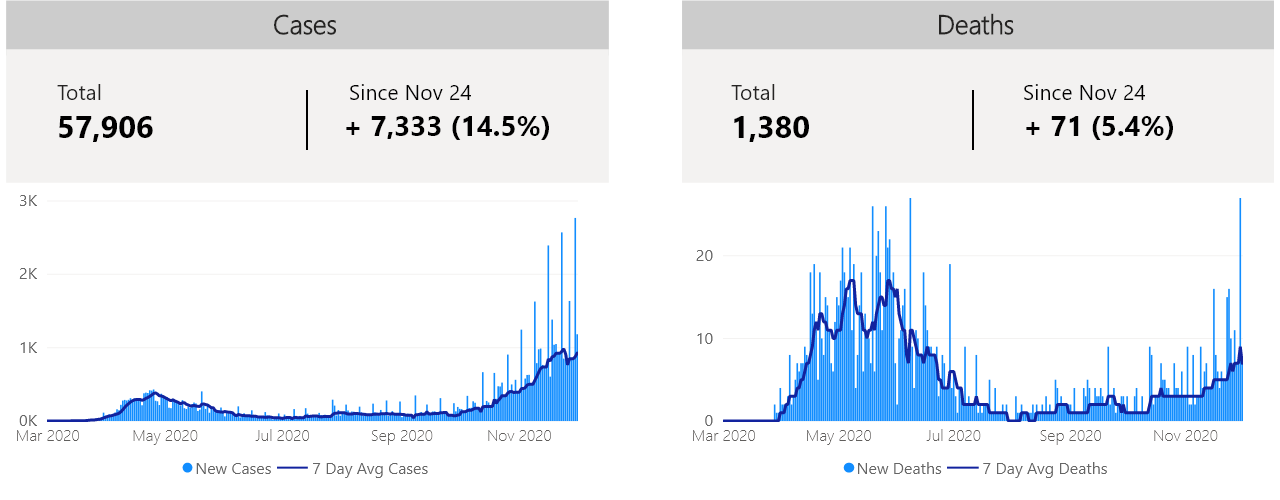 Cases
Total
Since Nov 24
57,906
+ 7,333 (14.5%)
3K
2K
1K
0K
Mar 2020
May 2020
Jul 2020
Sep 2020
Nov 2020
New Cases
7 Day Avg Cases
Deaths
Total
Since Nov 24
1,380
+ 71 (5.4%)
20
10
0
Mar 2020
May 2020
Jul 2020
Sep 2020
Nov 2020
New Deaths
7 Day Avg Deaths